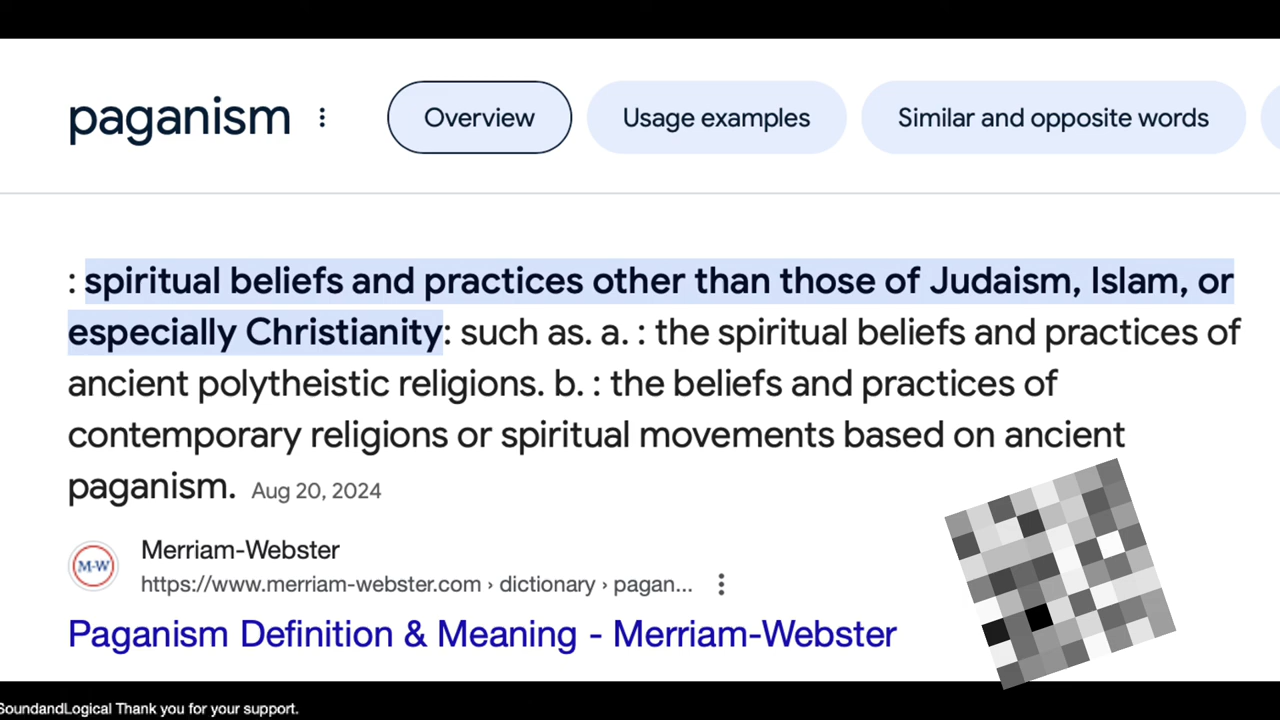 paganism
Overview
Usage examples
Similar and opposite words
: spiritual beliefs and practices other than those of Judaism, Islam, or
especially Christianity: such as. a. : the spiritual beliefs and practices of
ancient polytheistic religions. b. : the beliefs and practices of
contemporary religions or spiritual movements based on ancient
paganism. Aug 20, 2024
M-W
Merriam-Webster
https://www.merriam-webster.com › dictionary › pagan...
Paganism Definition & Meaning - Merriam-Webster
SoundandLogical Thank you for your support.